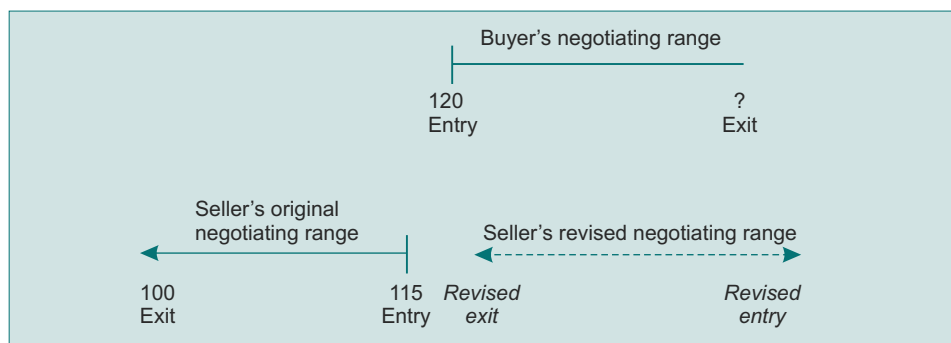 Buyer's negotiating range
120
Entry
?
Exit
Seller's original
negotiating range
Seller's revised negotiating range
100
Exit
115
Entry
Revised
exit
Revised
entry